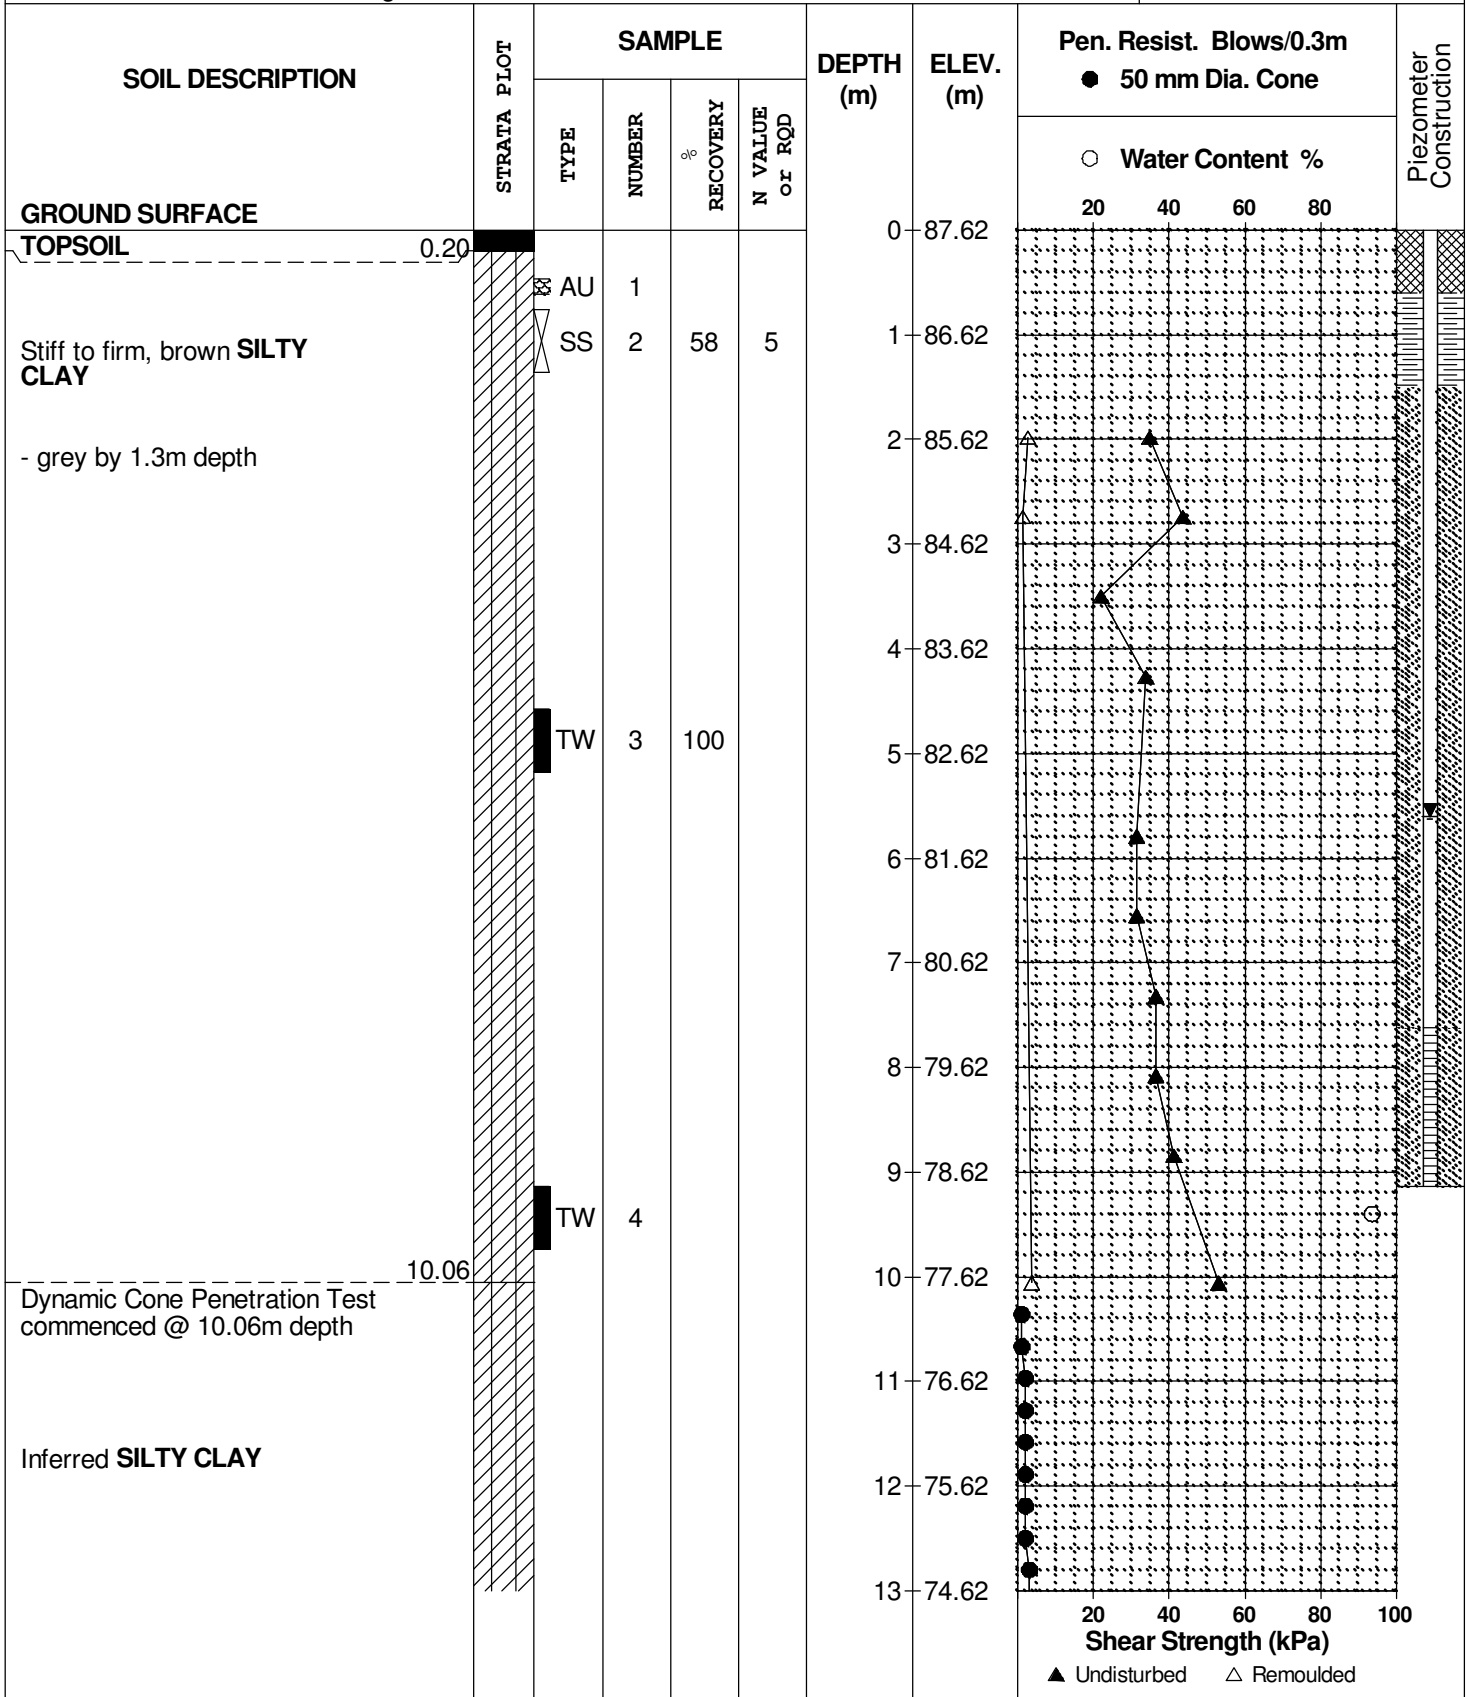 SOIL DESCRIPTION
GROUND SURFACE
STRATA PLOT
SAMPLE
TYPE
NUMBER
%
RECOVERY
N VALUE
or RQD
DEPTH
(m)
ELEV.
(m)
Pen. Resist. Blows/0.3m
50 mm Dia. Cone
Water Content %
20 40 60 80
Piezometer
Construction
TOPSOIL 0.20
0 87.62
AU 1
Stiff to firm, brown SILTY
CLAY
SS 2 58 5
1 86.62
- grey by 1.3m depth
2 85.62
3 84.62
4 83.62
TW 3 100
5 82.62
6 81.62
7 80.62
8 79.62
9 78.62
TW 4
10.06
10 77.62
Dynamic Cone Penetration Test
commenced @ 10.06m depth
11 76.62
Inferred SILTY CLAY
12 75.62
13 74.62
20 40 60 80 100
Shear Strength (kPa)
Undisturbed Remoulded